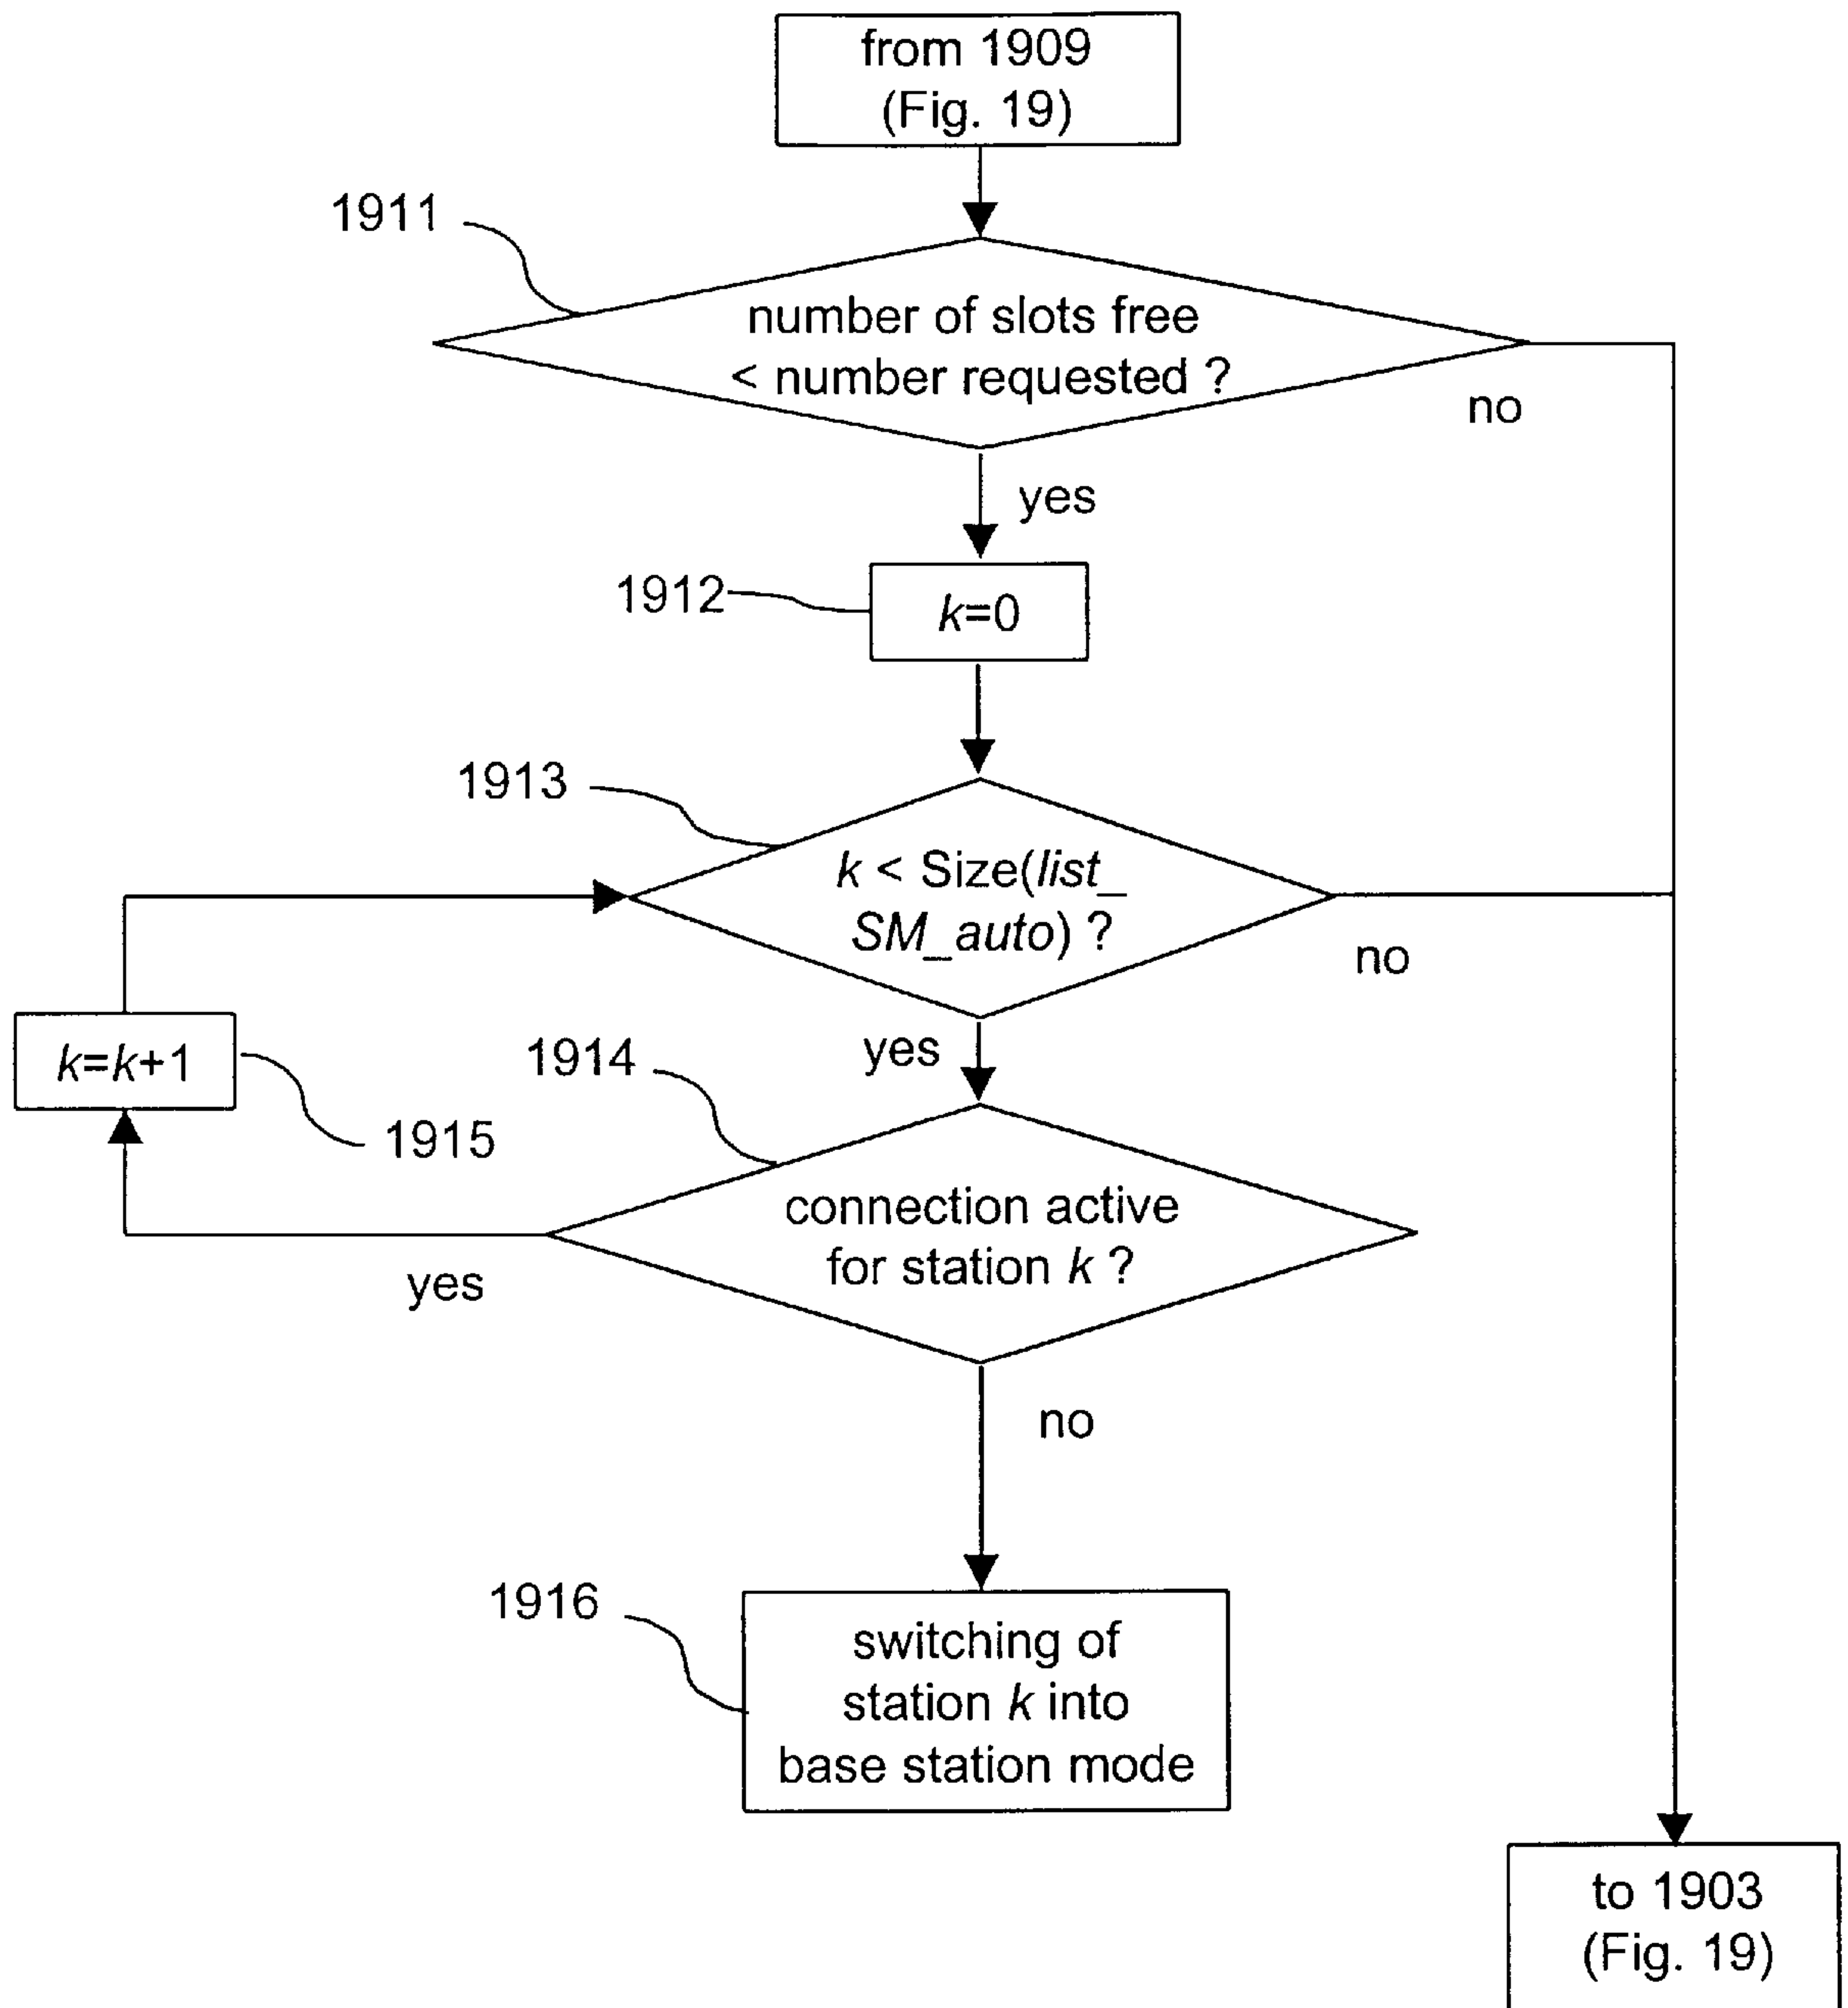 from 1909
(Fig. 19)
1911
number of slots free
< number requested ?
no
yes
1912
k=0
1913
k < Size(list_
SM_auto) ?
no
yes
k=k+1
1914
1915
connection active
for station k ?
yes
no
1916
switching of
station k into
base station mode
to 1903
(Fig. 19)